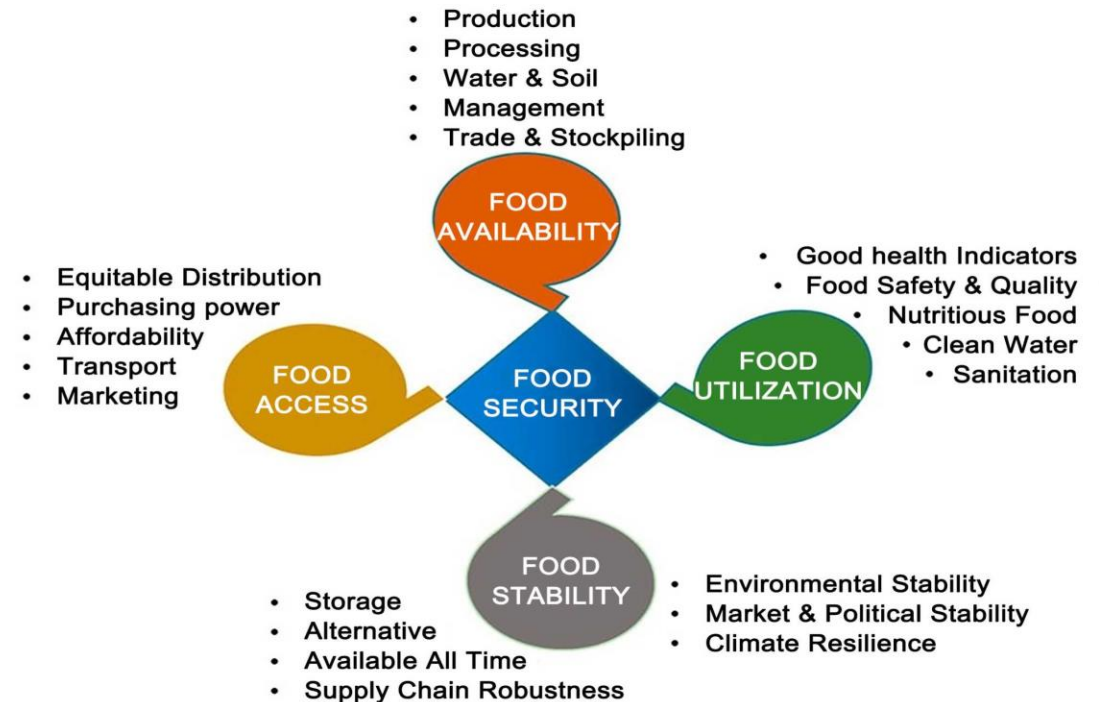 • Production
• Processing
• Water & Soil
• Management
• Trade & Stockpiling
FOOD
AVAILABILITY
• Equitable Distribution
• Purchasing power
• Affordability
• Transport
• Marketing
FOOD
ACCESS
FOOD
SECURITY
• Good health Indicators
• Food Safety & Quality
• Nutritious Food
• Clean Water
• Sanitation
FOOD
UTILIZATION
FOOD
STABILITY
• Storage
• Alternative
• Available All Time
• Supply Chain Robustness
• Environmental Stability
• Market & Political Stability
• Climate Resilience